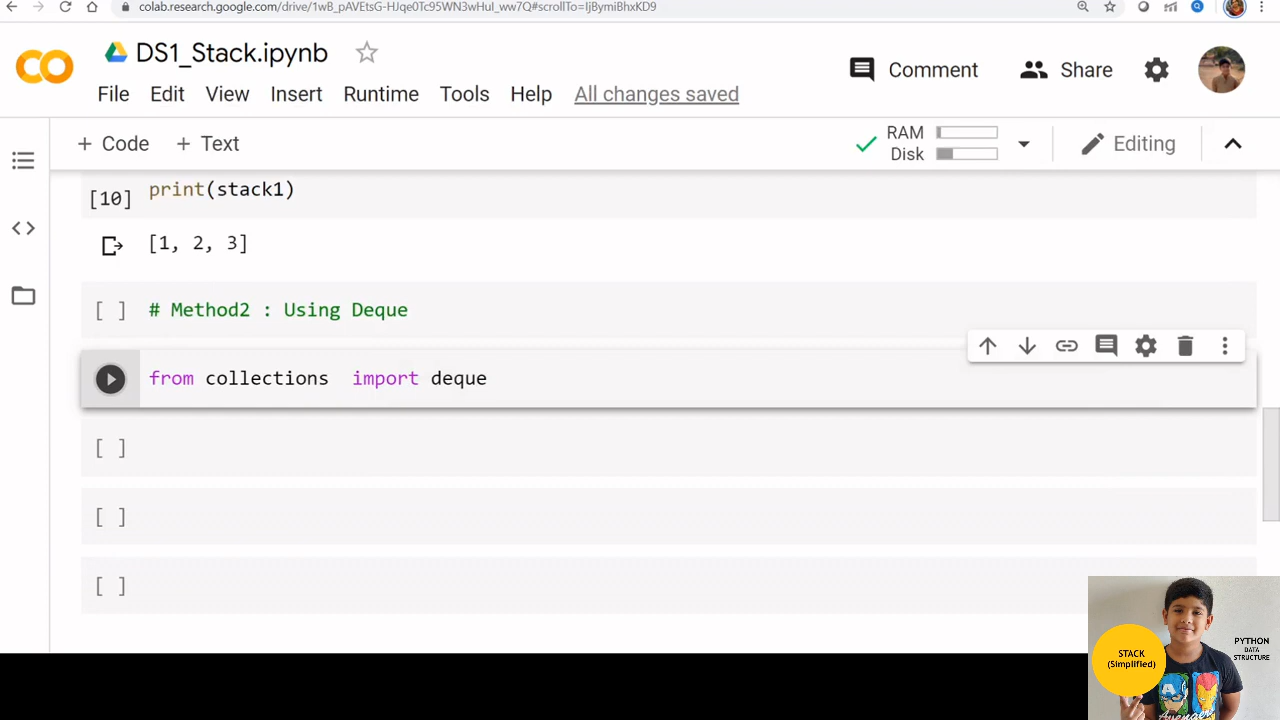 colab.research.google.com/drive/1wB_pAVEtsG-HJqe0Tc95WN3wHuI_ww7Q#scrollTo=IjBymiBhxKD9
CO DS1_Stack.ipynb
Comment Share
File Edit View Insert Runtime Tools Help All changes saved
+ Code + Text
RAM
Disk
Editing
[10] print(stack1)
[1, 2, 3]
[ ] # Method2 : Using Deque
from collections import deque
[ ]
[ ]
[ ]
STACK
(Simplified)
PYTHON
DATA
STRUCTURE